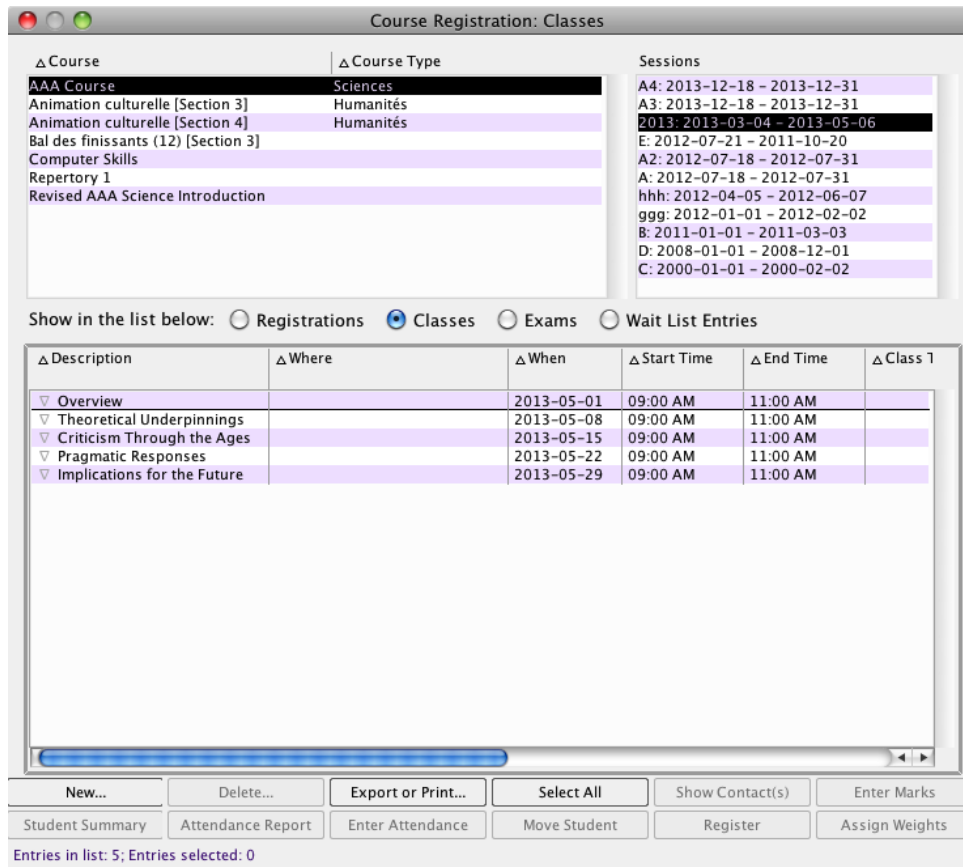 Course Registration: Classes
△ Course △ Course Type Sessions
AAA Course Sciences
Animation culturelle [Section 3] Humanités
Animation culturelle [Section 4] Humanités
Bal des finissants (12) [Section 3]
Computer Skills
Repertory 1
Revised AAA Science Introduction
A4: 2013-12-18 - 2013-12-31
A3: 2013-12-18 - 2013-12-31
2013: 2013-03-04 - 2013-05-06
E: 2012-07-21 - 2011-10-20
A2: 2012-07-18 - 2012-07-31
A: 2012-07-18 - 2012-07-31
hhh: 2012-04-05 - 2012-06-07
ggg: 2012-01-01 - 2012-02-02
B: 2011-01-01 - 2011-03-03
D: 2008-01-01 - 2008-12-01
C: 2000-01-01 - 2000-02-02
Show in the list below: Registrations Classes Exams Wait List Entries
△ Description △ Where △ When △ Start Time △ End Time △ Class T
▽ Overview 2013-05-01 09:00 AM 11:00 AM
▽ Theoretical Underpinnings 2013-05-08 09:00 AM 11:00 AM
▽ Criticism Through the Ages 2013-05-15 09:00 AM 11:00 AM
▽ Pragmatic Responses 2013-05-22 09:00 AM 11:00 AM
▽ Implications for the Future 2013-05-29 09:00 AM 11:00 AM
New... Delete... Export or Print... Select All Show Contact(s) Enter Marks
Student Summary Attendance Report Enter Attendance Move Student Register Assign Weights
Entries in list: 5; Entries selected: 0